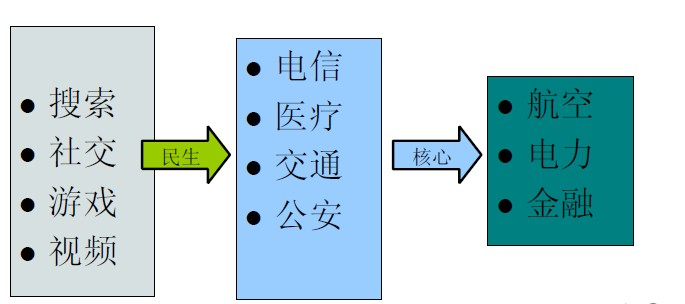 搜索
社交
游戏
视频
民生
电信
医疗
交通
公安
核心
航空
电力
金融